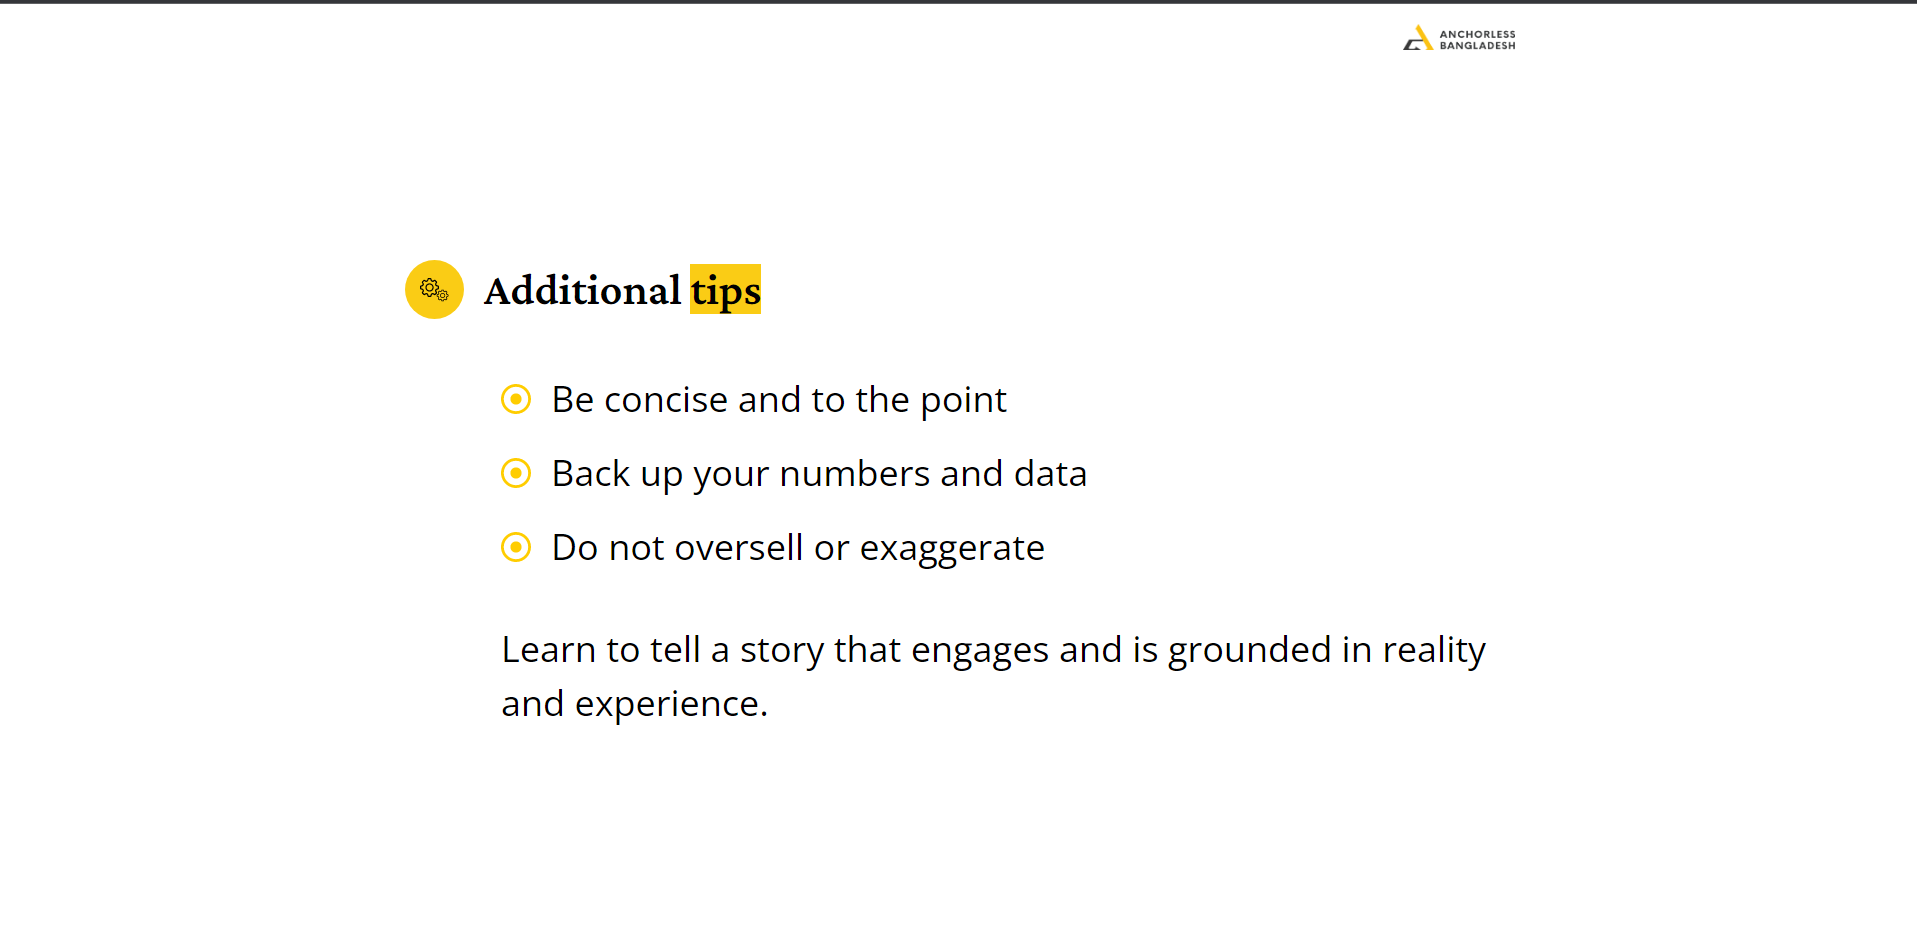 ANCHORLESS
BANGLADESH
Additional tips
Be concise and to the point
Back up your numbers and data
Do not oversell or exaggerate
Learn to tell a story that engages and is grounded in reality
and experience.